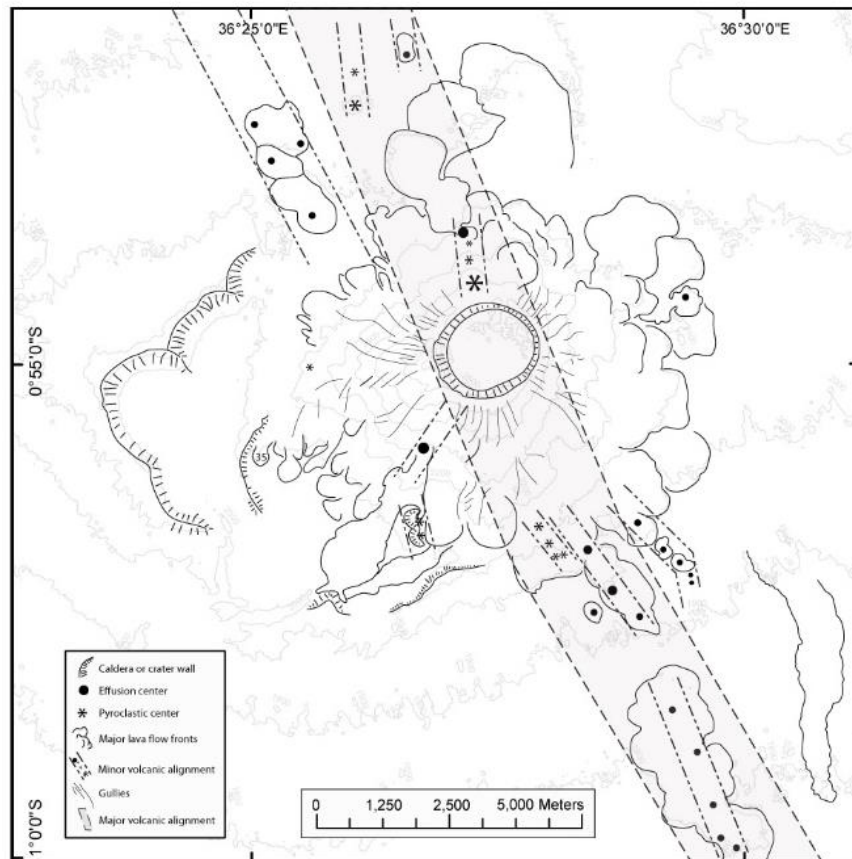 36°25'0"E
36°30'0"E
0°55'0"S
35
Caldera or crater wall
Effusion center
Pyroclastic center
Major lava flow fronts
Minor volcanic alignment
Gullies
Major volcanic alignment
0 1,250 2,500 5,000 Meters
1°0'0"S